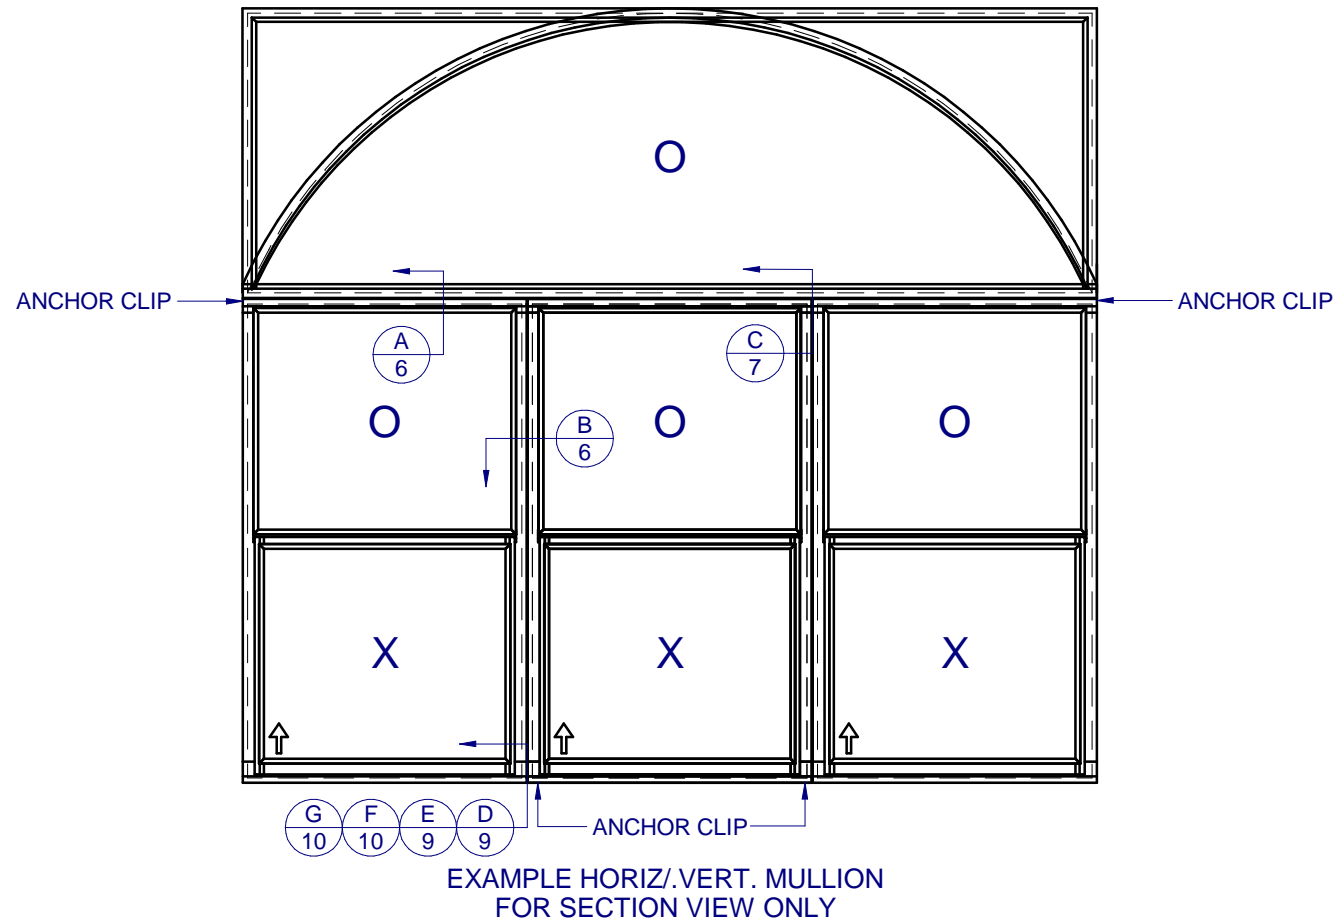 O
ANCHOR CLIP
ANCHOR CLIP
A
6
C
7
O
B
6
O
O
X
X
X
G
10
F
10
E
9
D
9
ANCHOR CLIP
EXAMPLE HORIZ/.VERT. MULLION
FOR SECTION VIEW ONLY